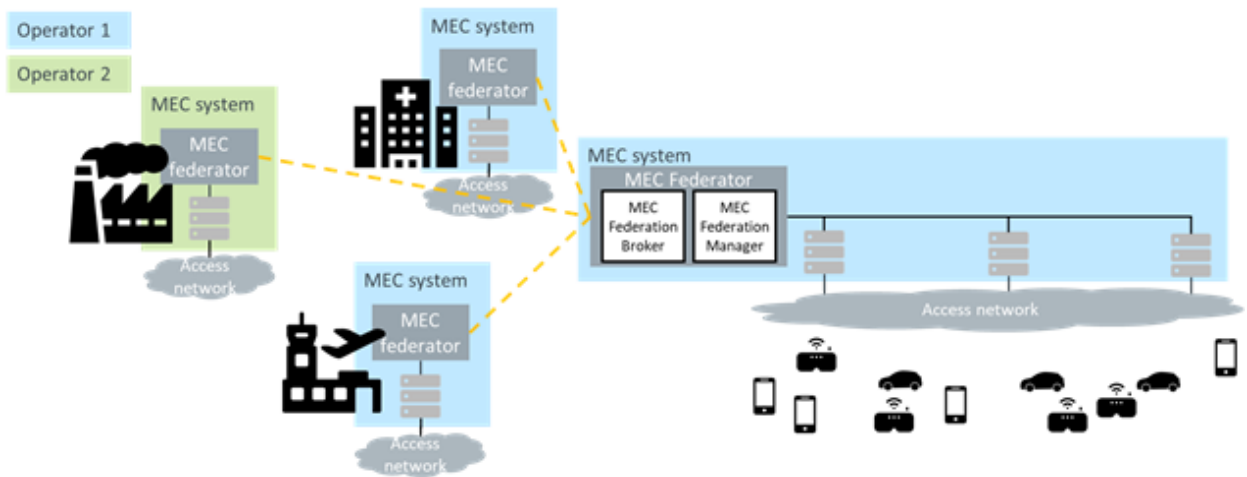 Operator 1
Operator 2
MEC system
MEC
federator
Access
network
MEC system
MEC
federator
Access
network
MEC system
MEC
federator
Access
network
MEC system
MEC Federator
MEC
Federation
Broker
MEC
Federation
Manager
Access network